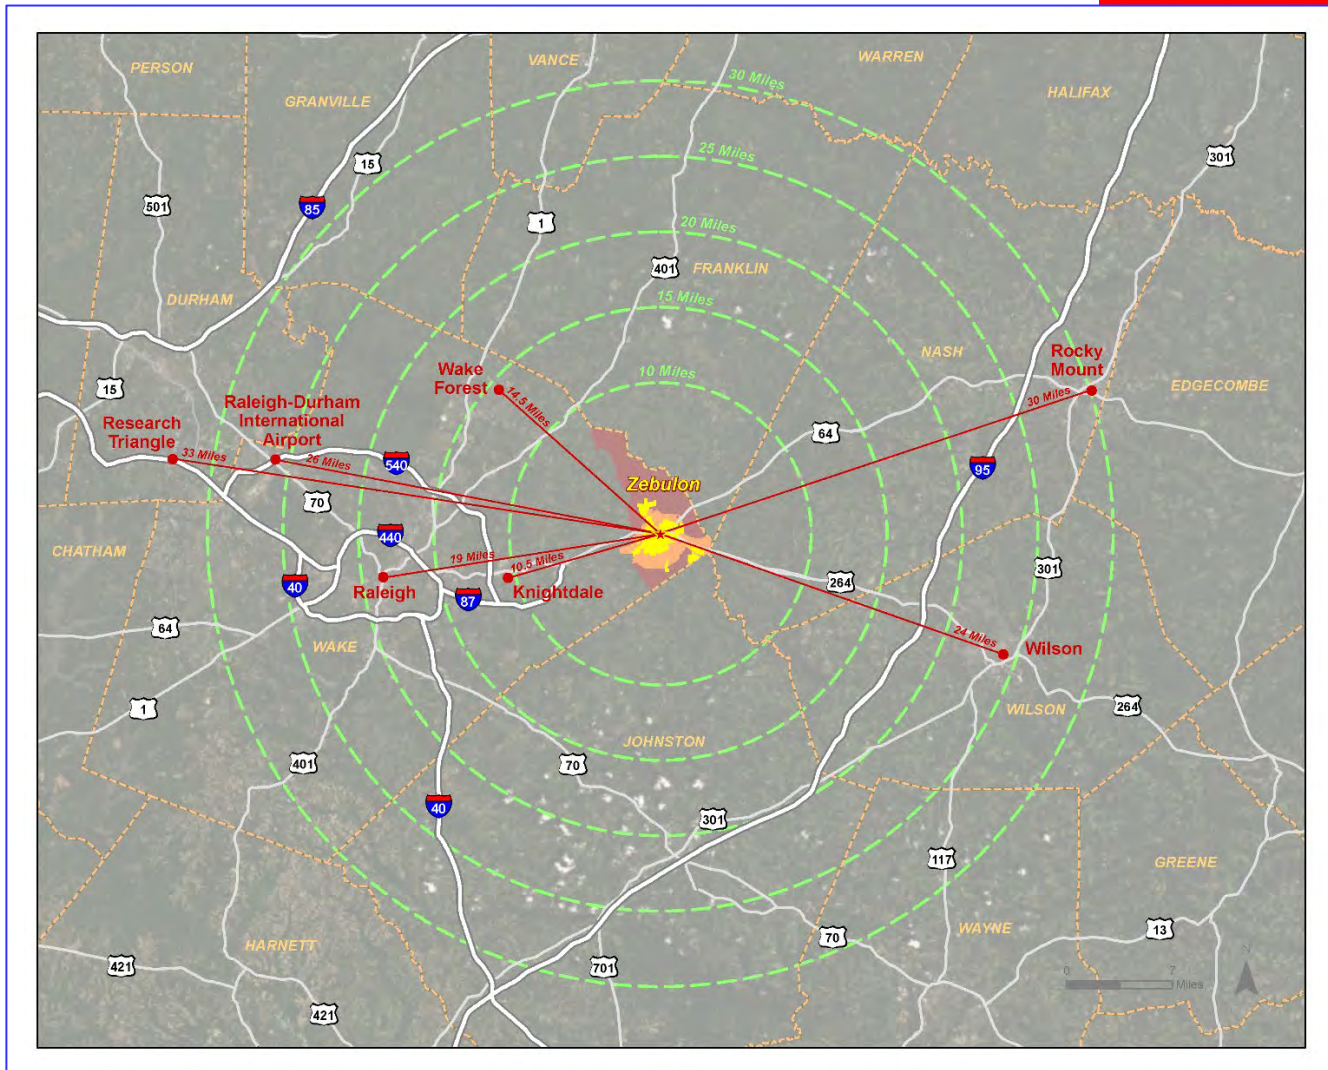 30 Miles
VANCE
WARREN
PERSON
HALIFAX
GRANVILLE
25 Miles
301
15
501
85
20 Miles
1
401
FRANKLIN
DURHAM
15 Miles
NASH
Rocky
Mount
Wake
Forest
10 Miles
15
EDGECOMBE
14.5 Miles
30 Miles
Raleigh-Durham
International
Airport
Research
Triangle
64
33 Miles
26 Miles
540
95
Zebulon
70
440
CHATHAM
19 Miles
10.5 Miles
301
264
40
Raleigh
87
Knightdale
64
24 Miles
WAKE
Wilson
1
WILSON
264
JOHNSTON
401
70
40
301
117
GREENE
WAYNE
13
70
HARNETT
421
701
N
0
7
Miles
421